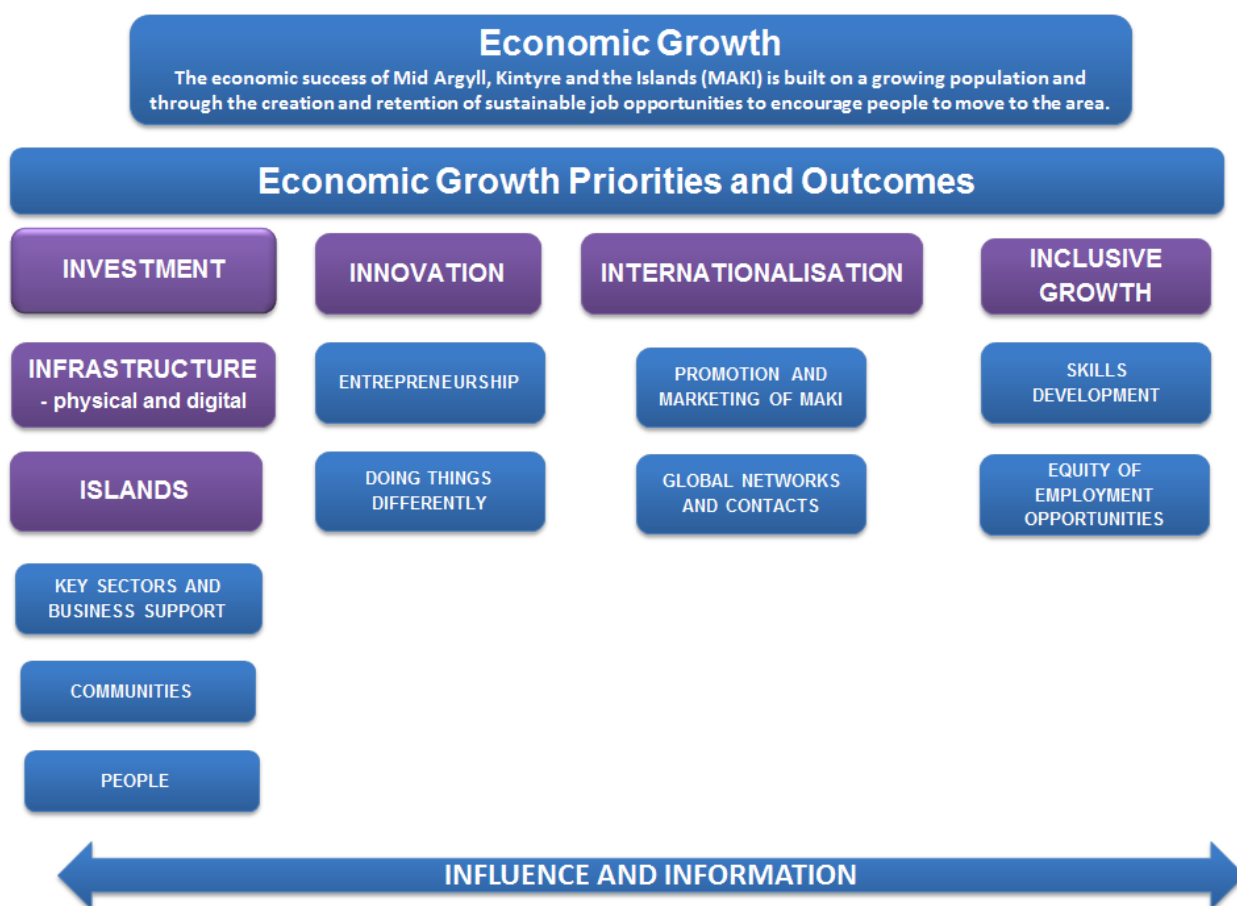 Economic Growth
The economic success of Mid Argyll, Kintyre and the Islands (MAKI) is built on a growing population and
through the creation and retention of sustainable job opportunities to encourage people to move to the area.
Economic Growth Priorities and Outcomes
INVESTMENT
INFRASTRUCTURE
- physical and digital
ISLANDS
KEY SECTORS AND
BUSINESS SUPPORT
COMMUNITIES
PEOPLE
INNOVATION
ENTREPRENEURSHIP
DOING THINGS
DIFFERENTLY
INTERNATIONALISATION
PROMOTION AND
MARKETING OF MAKI
GLOBAL NETWORKS
AND CONTACTS
INCLUSIVE
GROWTH
SKILLS
DEVELOPMENT
EQUITY OF
EMPLOYMENT
OPPORTUNITIES
INFLUENCE AND INFORMATION